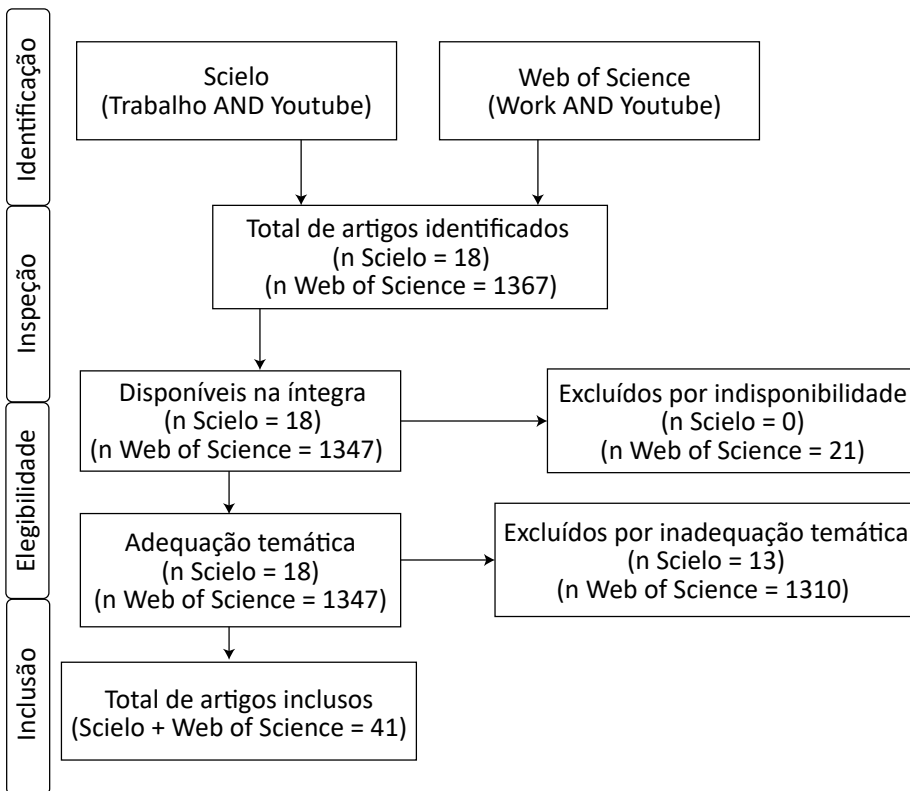 Identificação
Scielo
(Trabalho AND Youtube)
Web of Science
(Work AND Youtube)
Inspeção
Total de artigos identificados
(n Scielo = 18)
(n Web of Science = 1367)
Elegibilidade
Disponíveis na íntegra
(n Scielo = 18)
(n Web of Science = 1347)
Excluídos por indisponibilidade
(n Scielo = 0)
(n Web of Science = 21)
Adequação temática
(n Scielo = 18)
(n Web of Science = 1347)
Excluídos por inadequação temática
(n Scielo = 13)
(n Web of Science = 1310)
Inclusão
Total de artigos inclusos
(Scielo + Web of Science = 41)